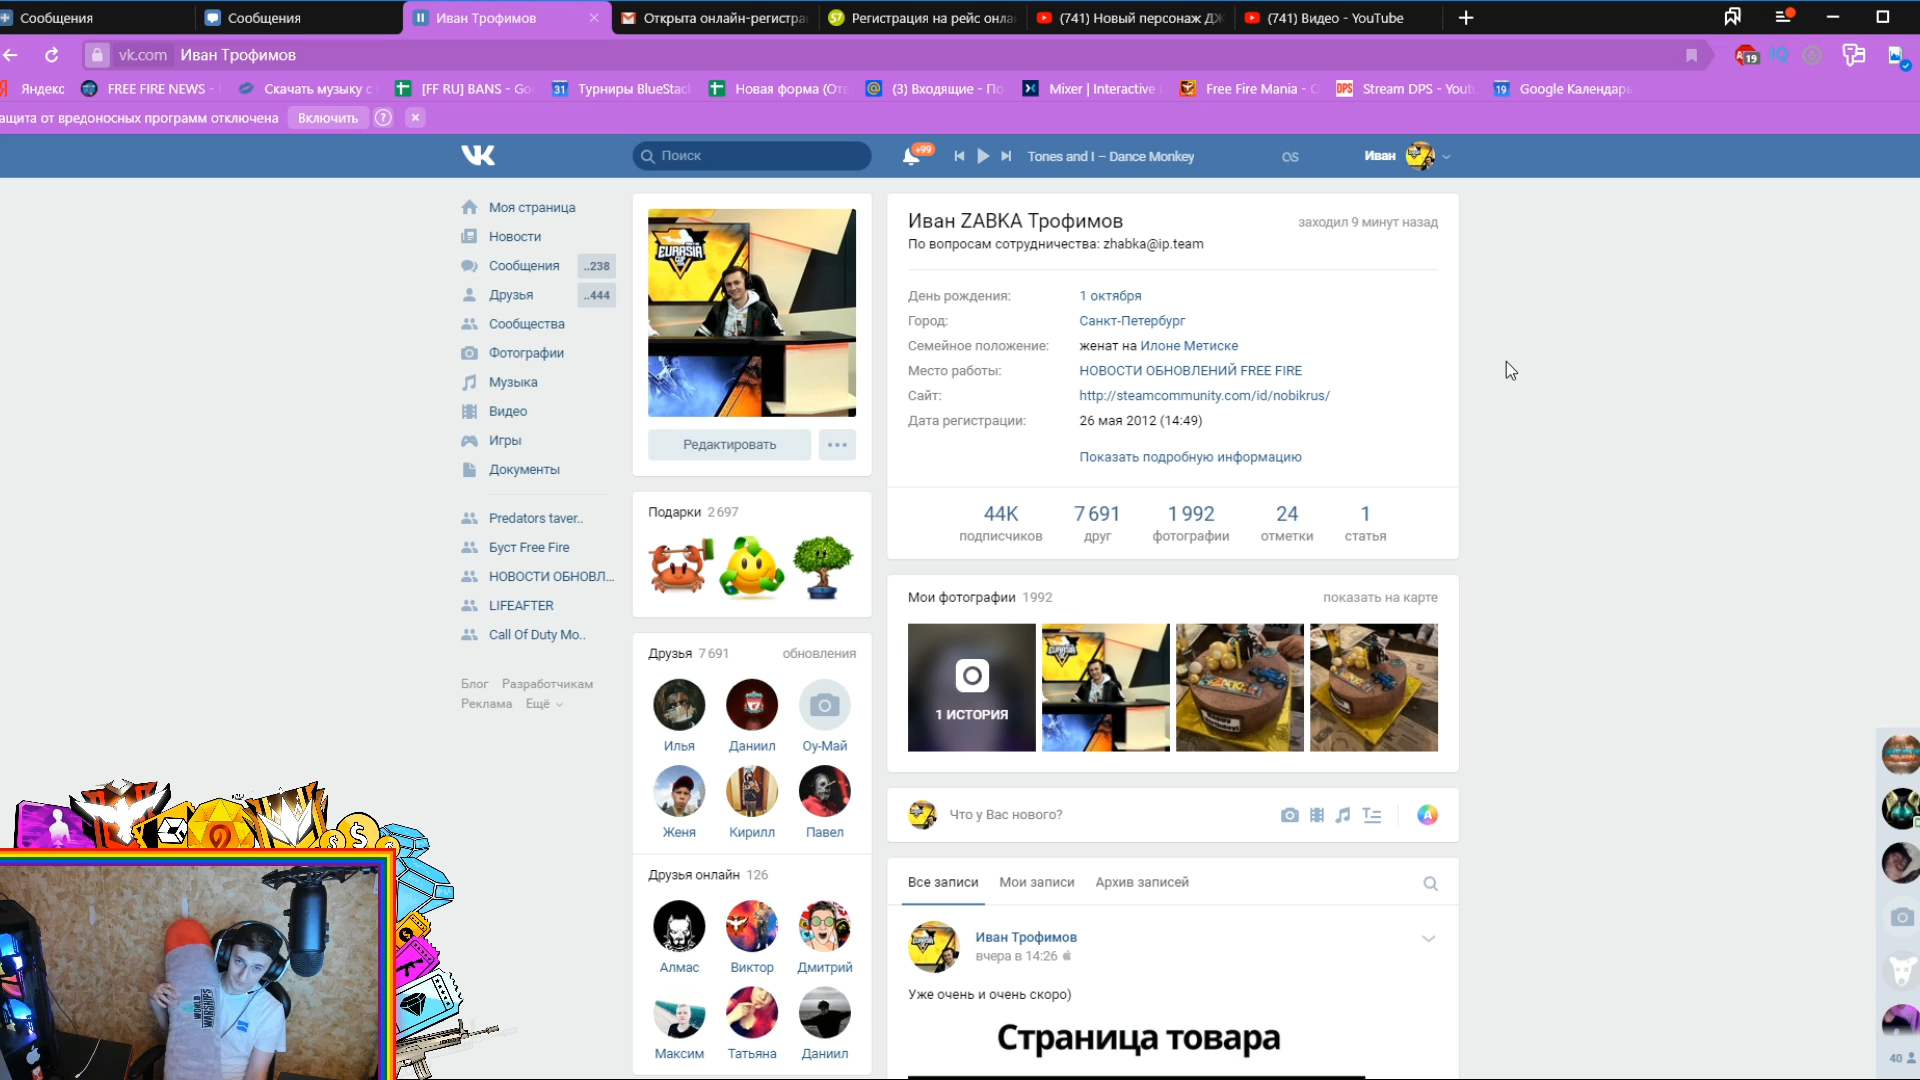 Сообщения
Сообщения
Иван Трофимов
Открыта онлайн-регистра
Регистрация на рейс онла
(741) Новый персонаж ДЖ
(741) Видео - YouTube
vk.com Иван Трофимов
19
Яндекс
FREE FIRE NEWS -
Скачать музыку с
[FF RU] BANS - Go
31 Турниры BlueStac
Новая форма (От
(3) Входящие - По
Mixer | Interactive
Free Fire Mania - G
DPS Stream DPS - Yout
19 Google Календарь
ащита от вредоносных программ отключена Включить ?
Поиск
+99
Tones and I – Dance Monkey
Иван
Моя страница
Новости
Сообщения ..238
Друзья ..444
Сообщества
Фотографии
Музыка
Видео
Игры
Документы
Predators taver..
Буст Free Fire
НОВОСТИ ОБНОВЛ...
LIFEAFTER
Call Of Duty Mo..
Блог Разработчикам
Реклама Ещё
EURASIA
CUP
Редактировать
Подарки 2 697
Друзья 7 691 обновления
Илья Даниил Оу-Май
Женя Кирилл Павел
Друзья онлайн 126
Алмас Виктор Дмитрий
Максим Татьяна Даниил
Иван ZABKA Трофимов заходил 9 минут назад
По вопросам сотрудничества: zhabka@ip.team
День рождения: 1 октября
Город: Санкт-Петербург
Семейное положение: женат на Илоне Метиске
Место работы: НОВОСТИ ОБНОВЛЕНИЙ FREE FIRE
Сайт: http://steamcommunity.com/id/nobikrus/
Дата регистрации: 26 мая 2012 (14:49)
Показать подробную информацию
44K 7 691 1 992 24 1
подписчиков друг фотографии отметки статья
Мои фотографии 1992 показать на карте
1 ИСТОРИЯ
Что у Вас нового?
Все записи Мои записи Архив записей
Иван Трофимов
вчера в 14:26
Уже очень и очень скоро)
Страница товара
WORLD
WARSHIPS
40